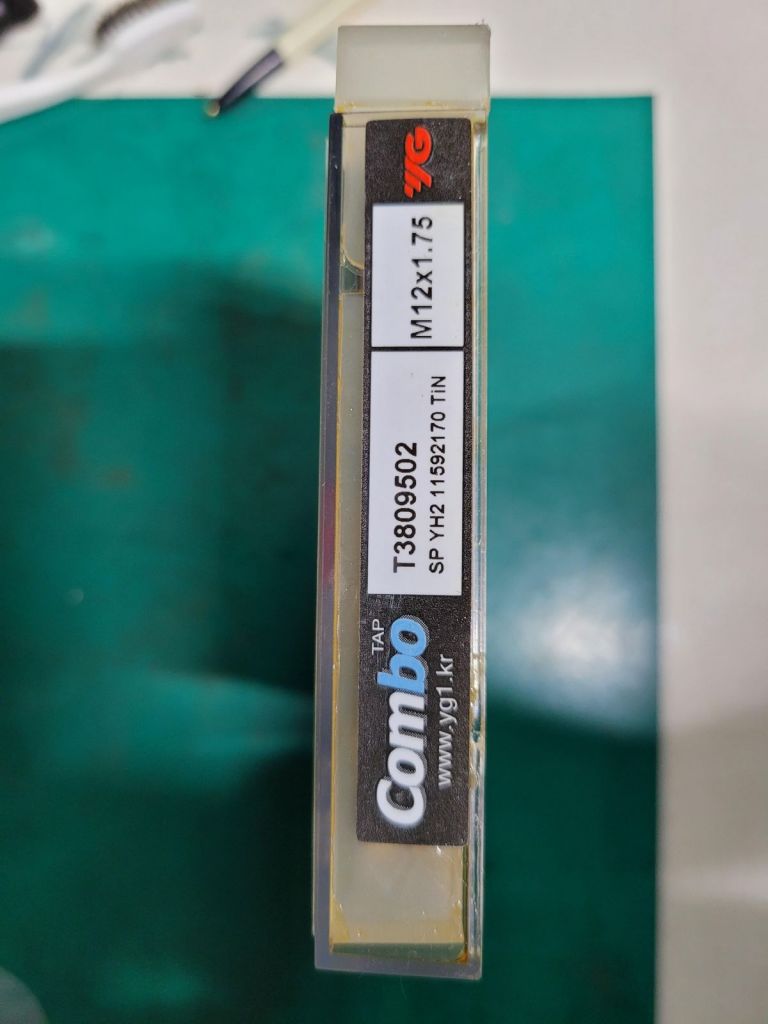 Combo
TAP
www.yg1.kr
T3809502
SP YH2 11592170 TiN
M12x1.75
YG